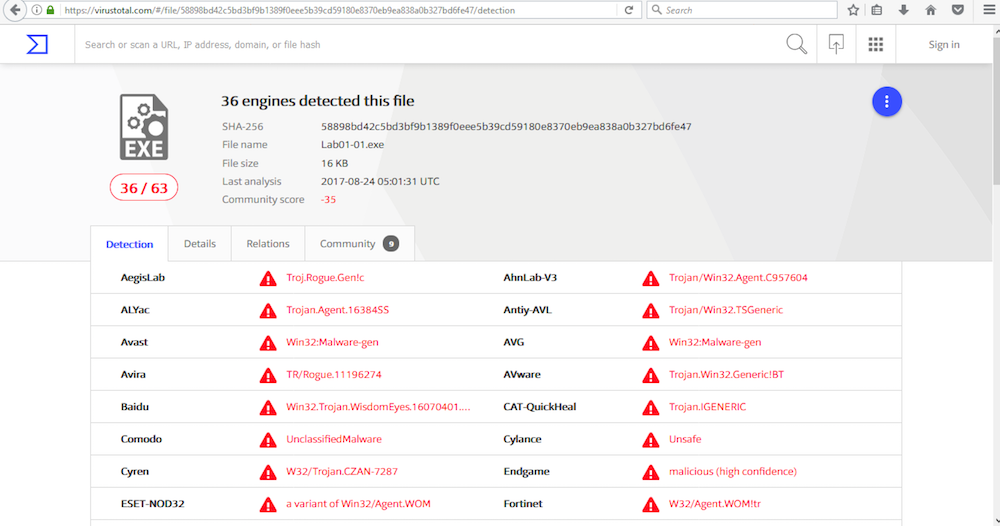 https://virustotal.com/#/file/58898bd42c5bd3bf9b1389f0eee5b39cd59180e8370eb9ea838a0b327bd6fe47/detection Search
Search or scan a URL, IP address, domain, or file hash Sign in
36 engines detected this file
SHA-256 58898bd42c5bd3bf9b1389f0eee5b39cd59180e8370eb9ea838a0b327bd6fe47
File name Lab01-01.exe
EXE
File size 16 KB
36 / 63
Last analysis 2017-08-24 05:01:31 UTC
Community score -35
Detection Details Relations Community 9
AegisLab Troj.Rogue.Gen!c AhnLab-V3 Trojan/Win32.Agent.C957604
ALYac Trojan.Agent.16384SS Antiy-AVL Trojan/Win32.TSGeneric
Avast Win32:Malware-gen AVG Win32:Malware-gen
Avira TR/Rogue.11196274 AVware Trojan.Win32.Generic!BT
Baidu Win32.Trojan.WisdomEyes.16070401.... CAT-QuickHeal Trojan.IGENERIC
Comodo UnclassifiedMalware Cylance Unsafe
Cyren W32/Trojan.CZAN-7287 Endgame malicious (high confidence)
ESET-NOD32 a variant of Win32/Agent.WOM Fortinet W32/Agent.WOM!tr